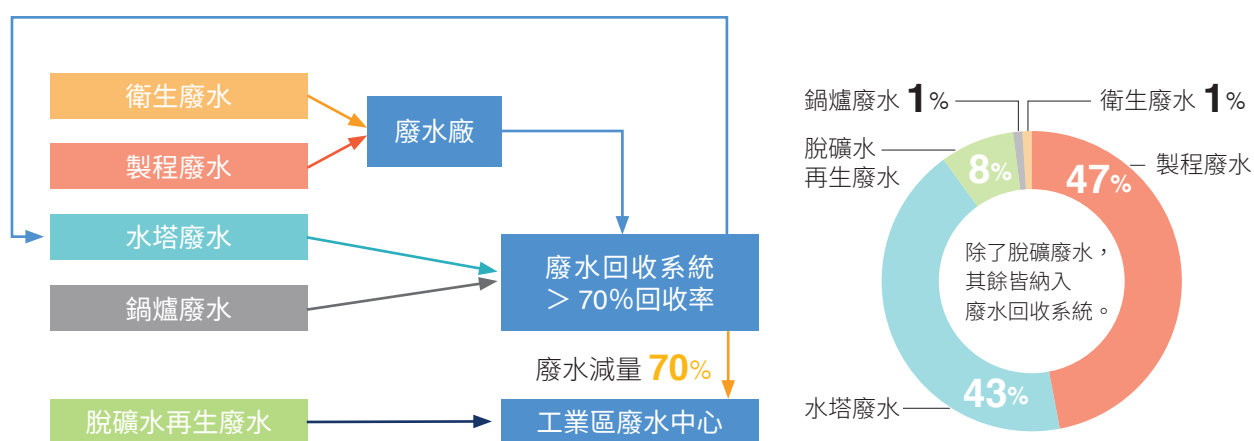 衛生廢水
製程廢水
水塔廢水
鍋爐廢水
脫礦水再生廢水
廢水廠
廢水回收系統
＞ 70%回收率
廢水減量 70%
工業區廢水中心
鍋爐廢水 1%
衛生廢水 1%
脫礦水
再生廢水
8%
47%
製程廢水
除了脫礦廢水，
其餘皆納入
廢水回收系統。
43%
水塔廢水